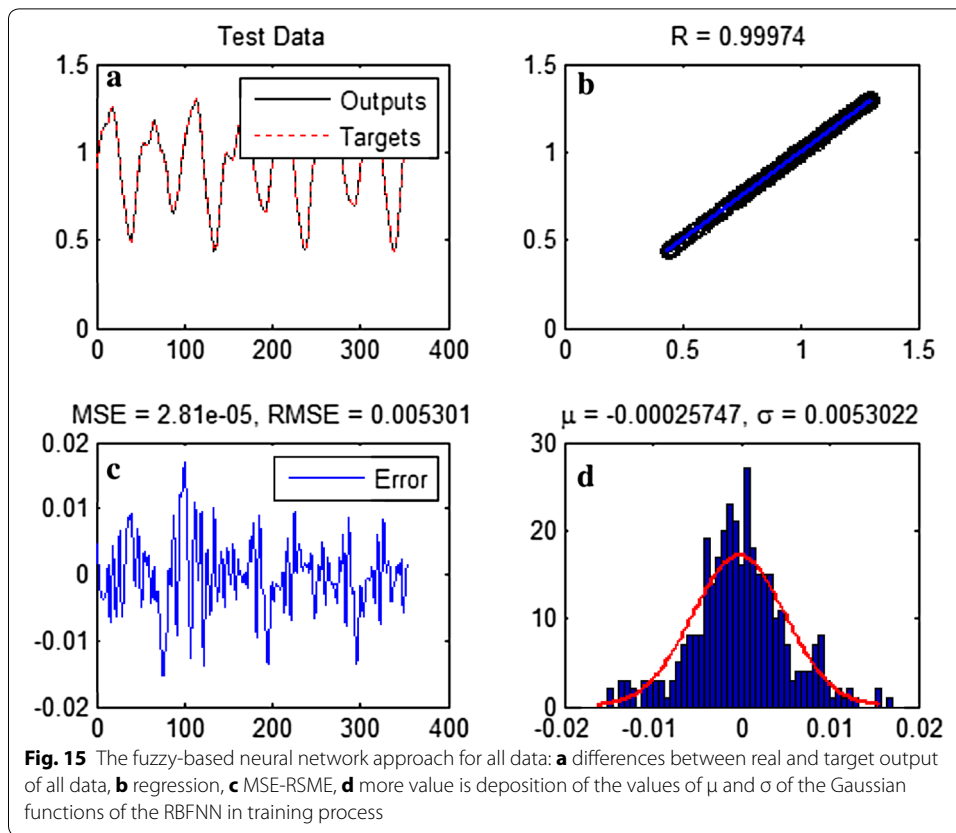 Test Data
1.5
1
0.5
0
a
Outputs
Targets
0
100
200
300
400
R = 0.99974
1.5
1
0.5
0
b
0
0.5
1
1.5
MSE = 2.81e-05, RMSE = 0.005301
0.02
0.01
0
-0.01
-0.02
c
Error
0
100
200
300
400
μ = -0.00025747, σ = 0.0053022
30
20
10
0
d
-0.02
-0.01
0
0.01
0.02
Fig. 15 The fuzzy-based neural network approach for all data: a differences between real and target output
of all data, b regression, c MSE-RSME, d more value is deposition of the values of μ and σ of the Gaussian
functions of the RBFNN in training process